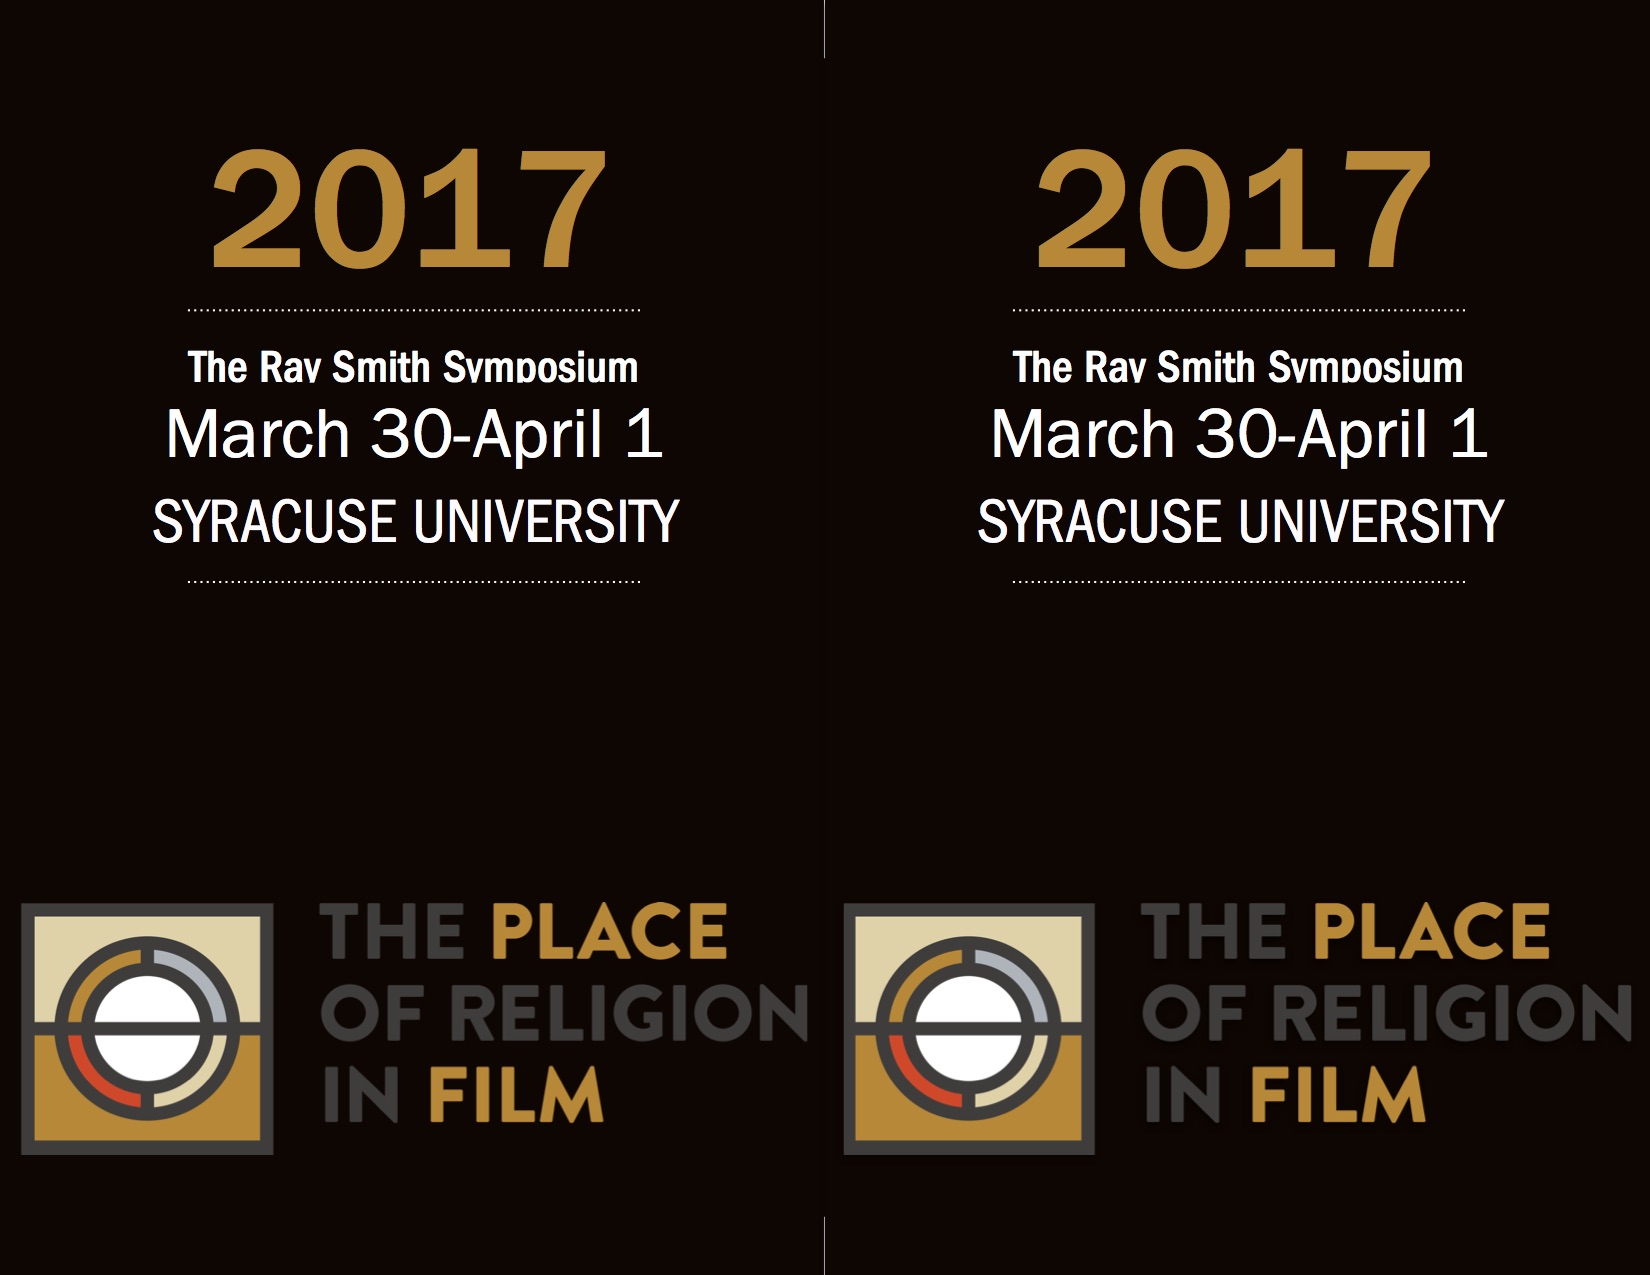 2017
The Ray Smith Symposium
March 30-April 1
SYRACUSE UNIVERSITY
THE PLACE
OF RELIGION
IN FILM
2017
The Ray Smith Symposium
March 30-April 1
SYRACUSE UNIVERSITY
THE PLACE
OF RELIGION
IN FILM